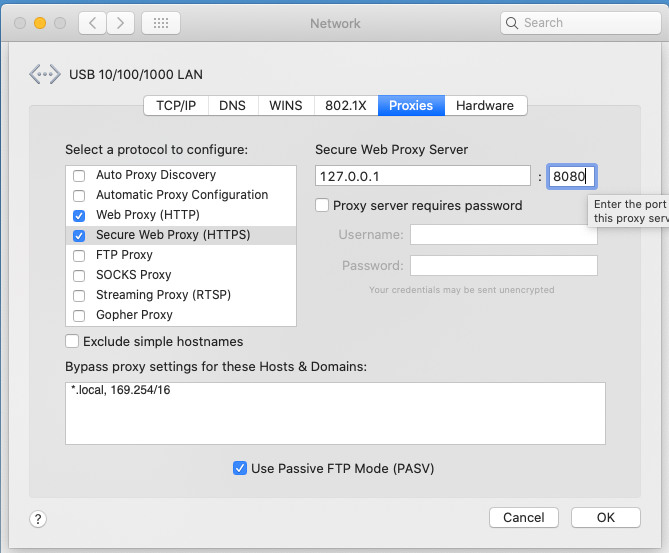 Network
Search
USB 10/100/1000 LAN
TCP/IP DNS WINS 802.1X Proxies Hardware
Select a protocol to configure:
Auto Proxy Discovery
Automatic Proxy Configuration
Web Proxy (HTTP)
Secure Web Proxy (HTTPS)
FTP Proxy
SOCKS Proxy
Streaming Proxy (RTSP)
Gopher Proxy
Exclude simple hostnames
Secure Web Proxy Server
127.0.0.1 : 8080
Enter the port
this proxy serv
Proxy server requires password
Username:
Password:
Your credentials may be sent unencrypted
Bypass proxy settings for these Hosts & Domains:
*.local, 169.254/16
Use Passive FTP Mode (PASV)
?
Cancel
OK